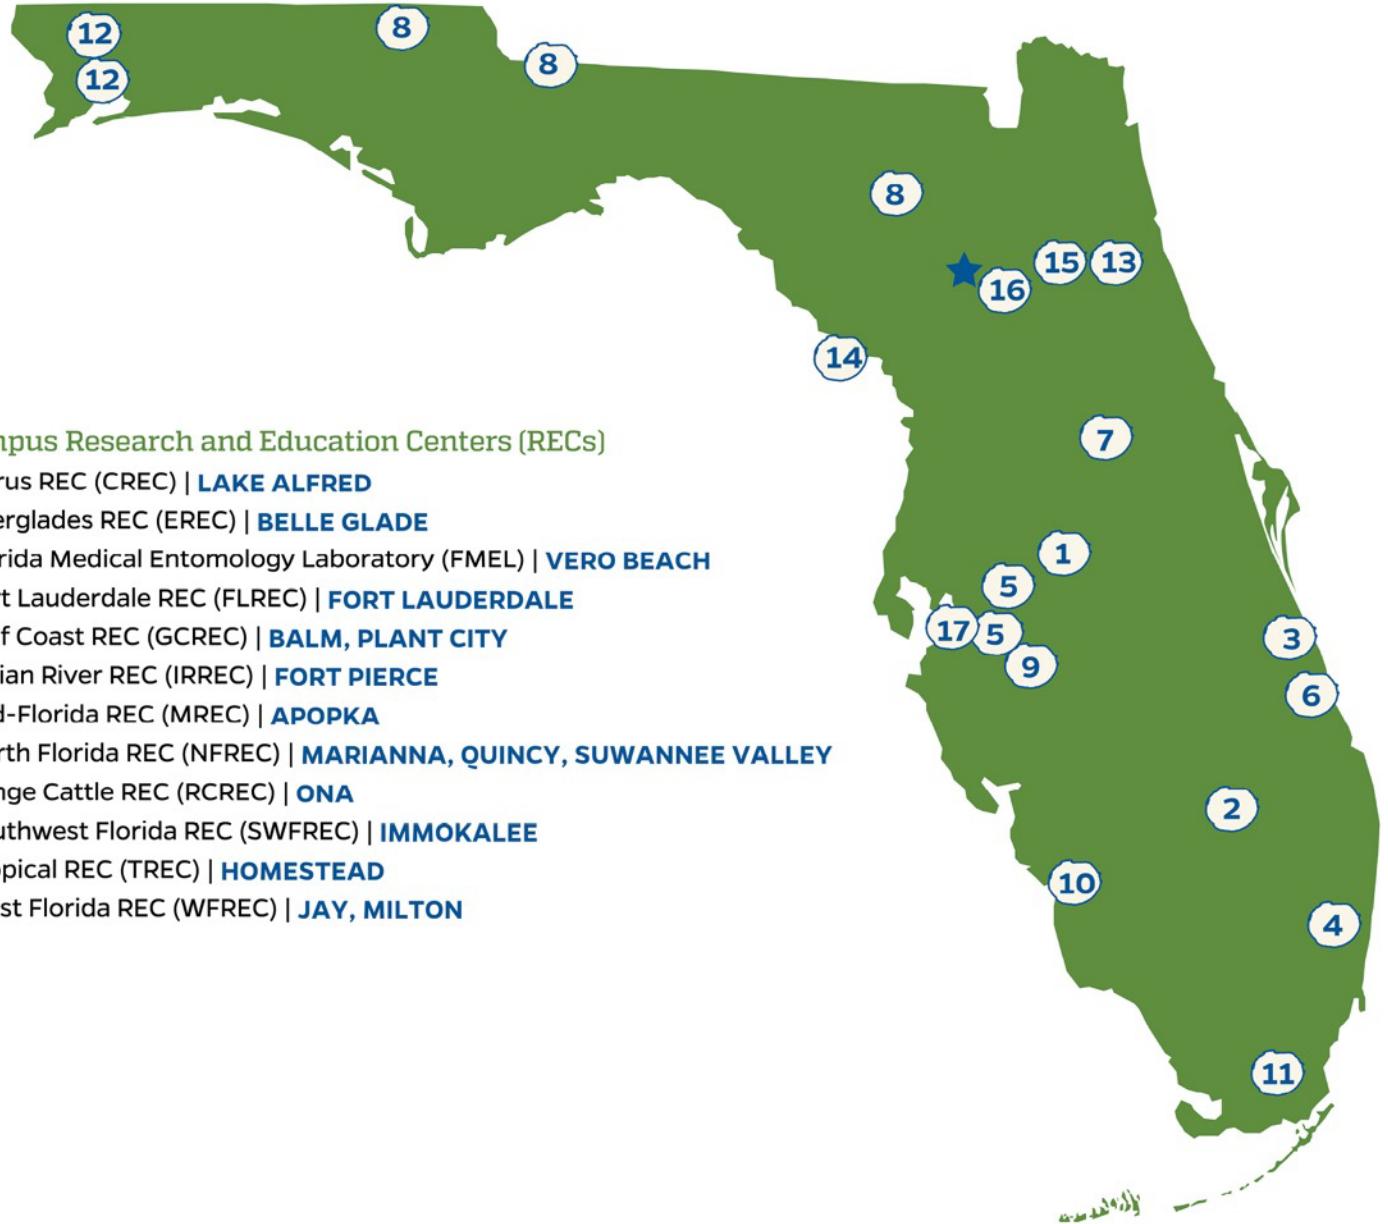 12
8
12
8
8
15
13
16
14
7
mpus Research and Education Centers (RECs)
rus REC (CREC) | LAKE ALFRED
erglades REC (EREC) | BELLE GLADE
rida Medical Entomology Laboratory (FMEL) | VERO BEACH
1
5
rt Lauderdale REC (FLREC) | FORT LAUDERDALE
lf Coast REC (GCREC) | BALM, PLANT CITY
17
5
3
9
ian River REC (IRREC) | FORT PIERCE
6
d-Florida REC (MREC) | APOPKA
rth Florida REC (NFREC) | MARIANNA, QUINCY, SUWANNEE VALLEY
nge Cattle REC (RCREC) | ONA
2
uthwest Florida REC (SWFREC) | IMMOKALEE
opical REC (TREC) | HOMESTEAD
10
st Florida REC (WFREC) | JAY, MILTON
4
11